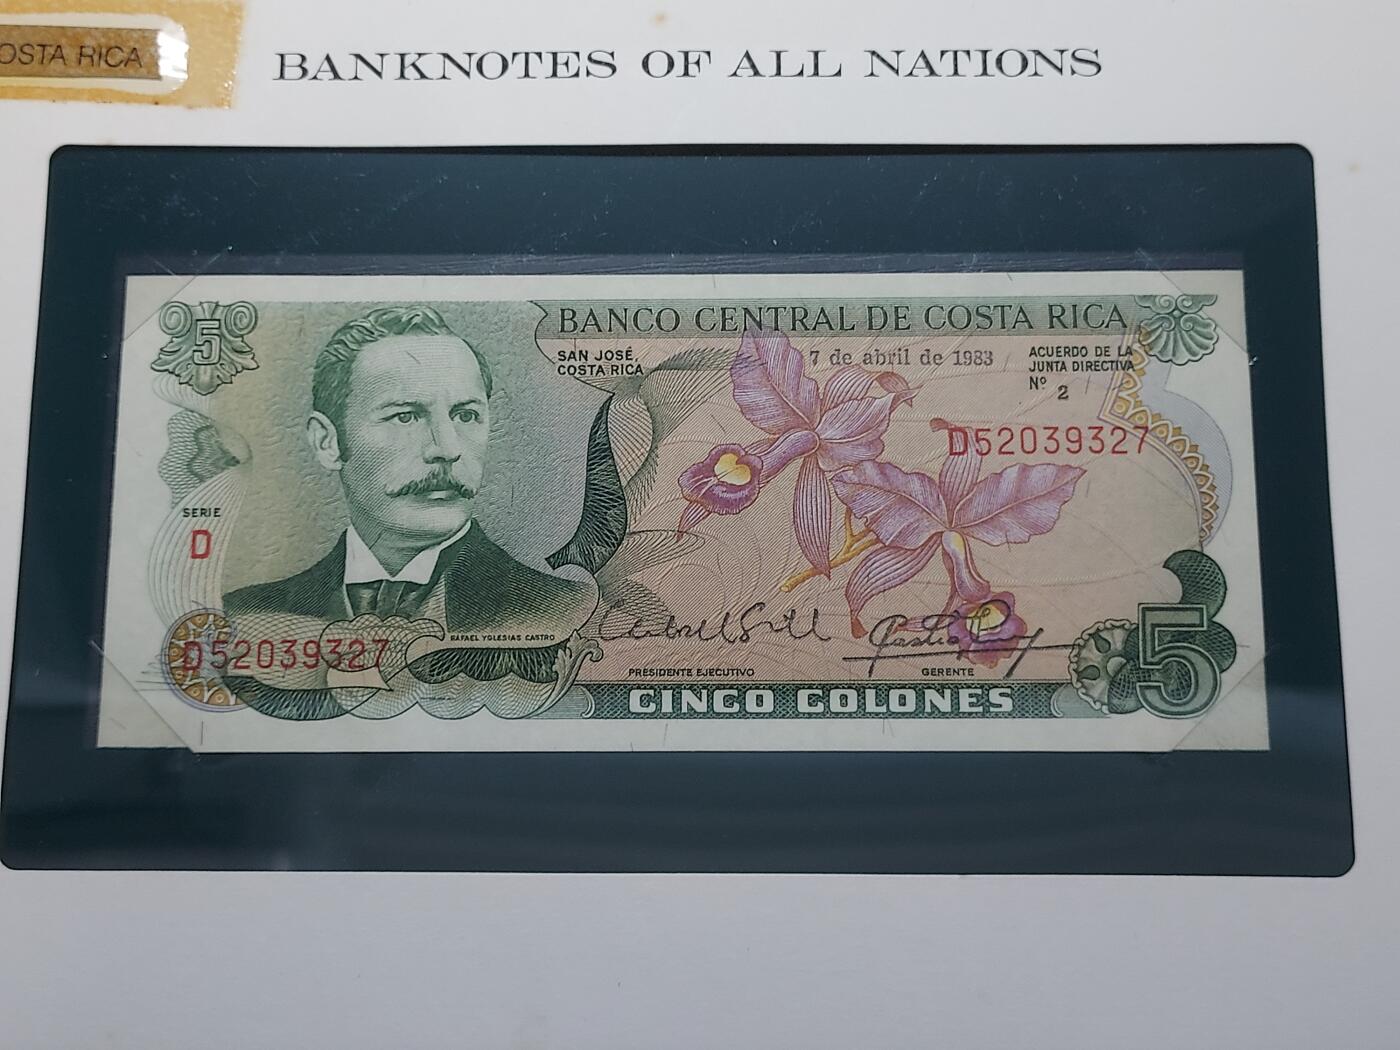 OSTA RICA
BANKNOTES OF ALL NATIONS
5
BANCO CENTRAL DE COSTA RICA
SAN JOSÉ,
COSTA RICA
7 de abril de 1983
ACUERDO DE LA
JUNTA DIRECTIVA
Nº 2
D52039327
SERIE
D
D52039327
RAFAEL YGLESIAS CASTRO
PRESIDENTE EJECUTIVO
GERENTE
CINCO COLONES
5